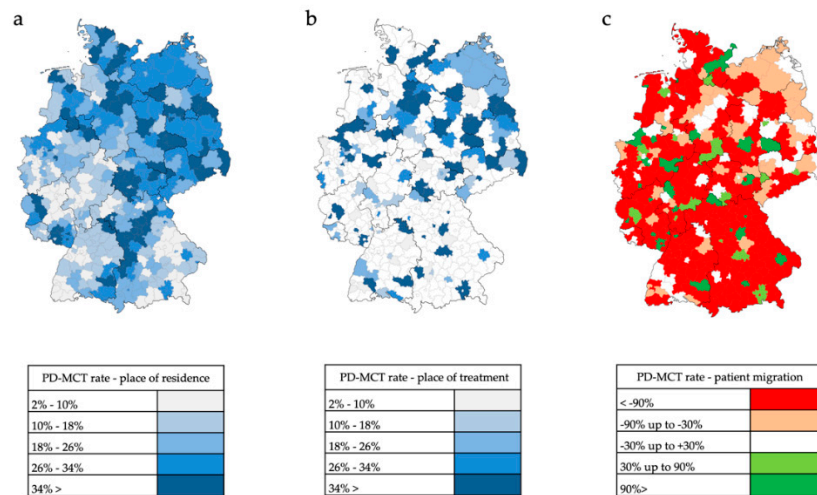 a
b
c
PD-MCT rate - place of residence
2% - 10%
10% - 18%
18% - 26%
26% - 34%
34% >
PD-MCT rate - place of treatment
2% - 10%
10% - 18%
18% - 26%
26% - 34%
34% >
PD-MCT rate - patient migration
< -90%
-90% up to -30%
-30% up to +30%
30% up to 90%
90%>